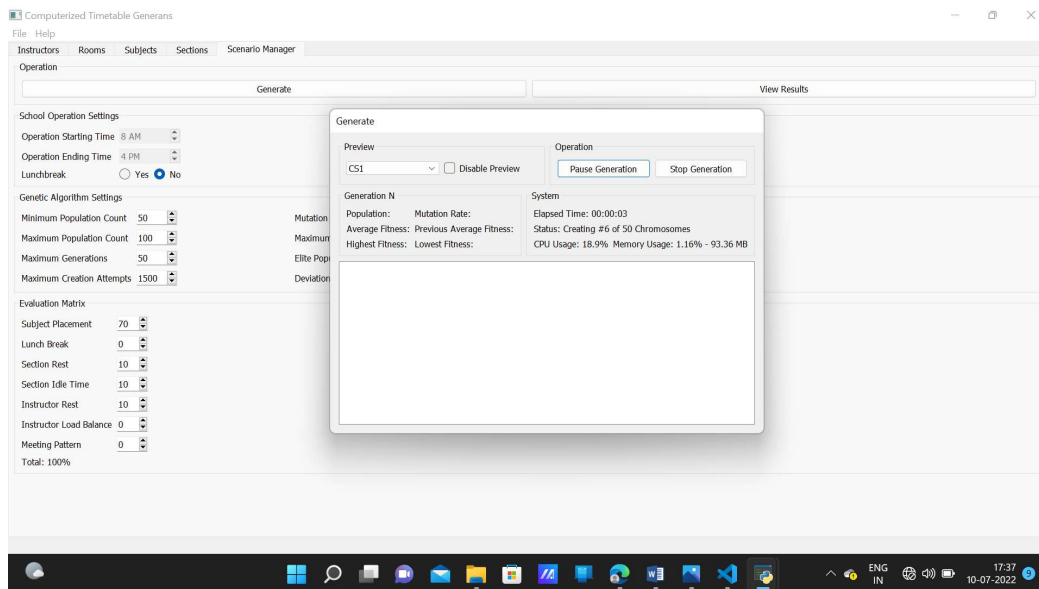 Computerized Timetable Generans
File Help
Instructors Rooms Subjects Sections Scenario Manager
Operation
Generate View Results
School Operation Settings
Operation Starting Time 8 AM
Operation Ending Time 4 PM
Lunchbreak Yes No
Genetic Algorithm Settings
Minimum Population Count 50 Mutation
Maximum Population Count 100 Maximum
Maximum Generations 50 Elite Pop
Maximum Creation Attempts 1500 Deviation
Evaluation Matrix
Subject Placement 70
Lunch Break 0
Section Rest 10
Section Idle Time 10
Instructor Rest 10
Instructor Load Balance 0
Meeting Pattern 0
Total: 100%
Generate
Preview Operation
CS1 Disable Preview Pause Generation Stop Generation
Generation N System
Population: Mutation Rate: Elapsed Time: 00:00:03
Average Fitness: Previous Average Fitness: Status: Creating #6 of 50 Chromosomes
Highest Fitness: Lowest Fitness: CPU Usage: 18.9% Memory Usage: 1.16% - 93.36 MB
ENG 17:37
IN 10-07-2022 9